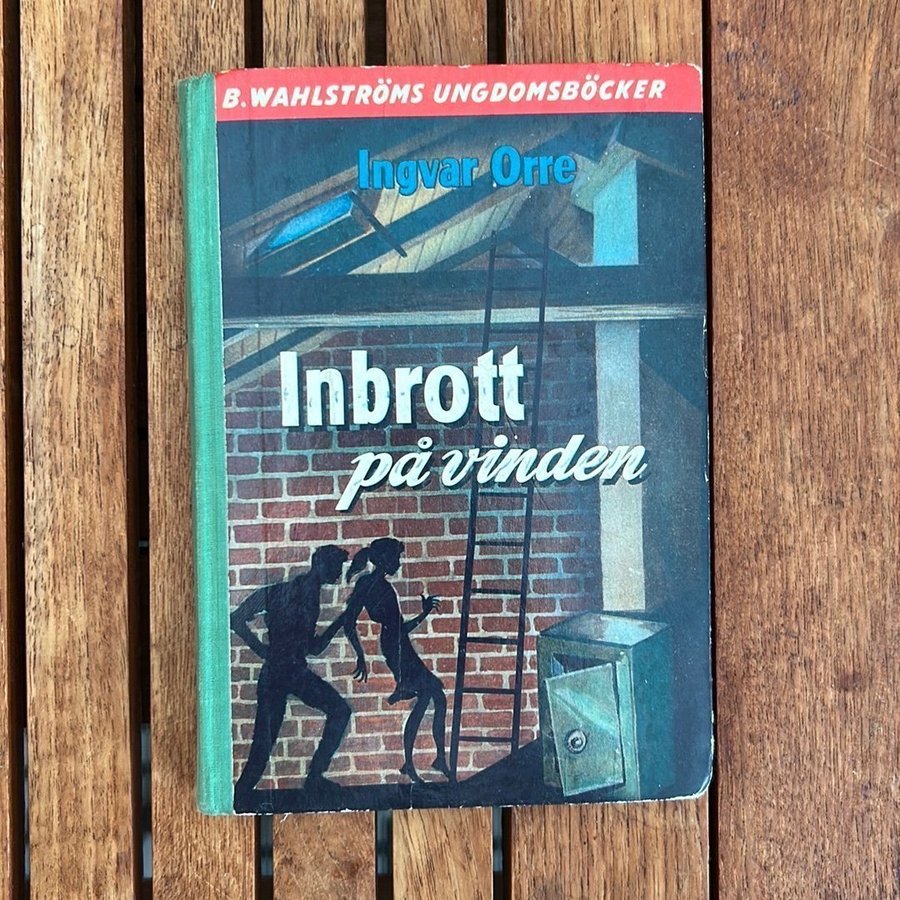 B. WAHLSTRÖMS UNGDOMSBÖCKER
Ingvar Orre
Inbrott
på vinden